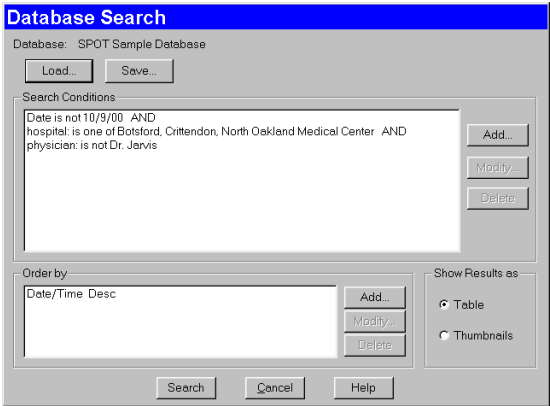 Database Search
Database: SPOT Sample Database
Load... Save...
Search Conditions
Date is not 10/9/00 AND
hospital: is one of Botsford, Crittendon, North Oakland Medical Center AND
physician: is not Dr. Jarvis
Add...
Modify...
Delete
Order by
Date/Time Desc
Add...
Modify...
Delete
Show Results as
Table
Thumbnails
Search Cancel Help